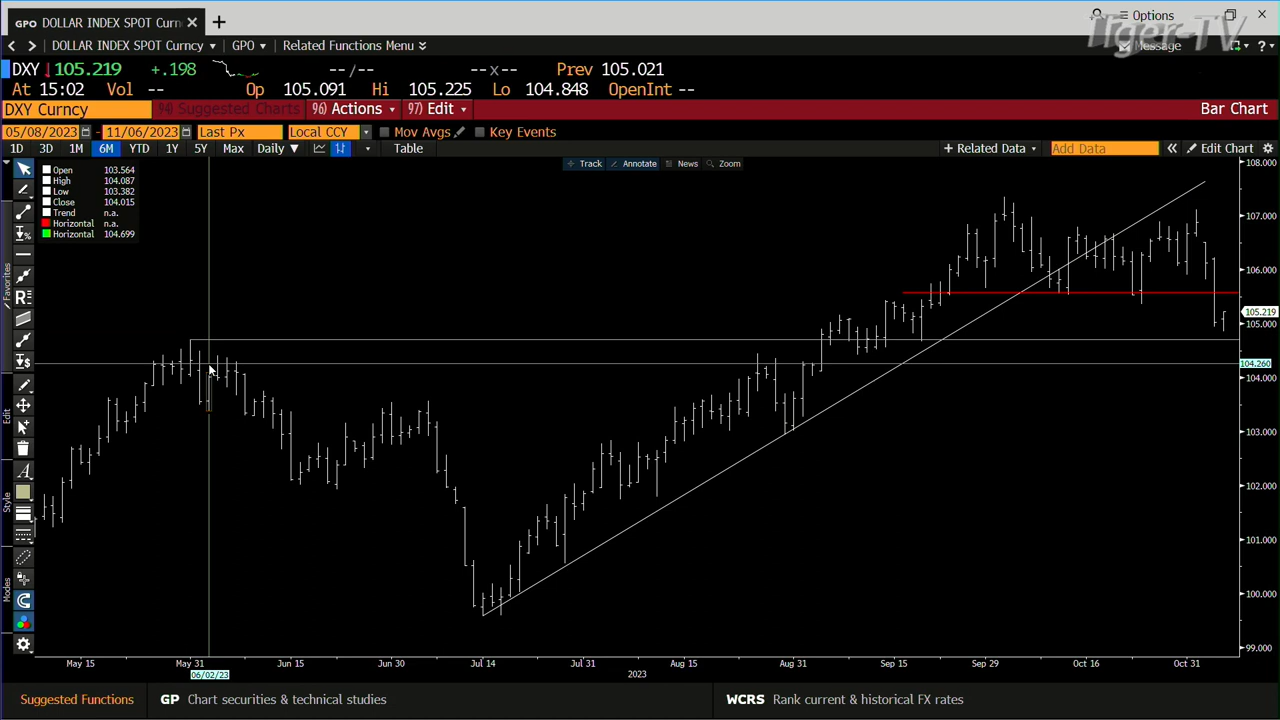 GPO DOLLAR INDEX SPOT Curn × +
Options
Tiger-TV
DOLLAR INDEX SPOT Curncy GPO Related Functions Menu
Message
DXY 105.219 +.198 --/-- --x-- Prev 105.021
At 15:02 Vol -- Op 105.091 Hi 105.225 Lo 104.848 OpenInt --
DXY Curncy 94) Suggested Charts 96) Actions 97) Edit Bar Chart
05/08/2023 - 11/06/2023 Last Px Local CCY Mov Avgs Key Events
1D 3D 1M 6M YTD 1Y 5Y Max Daily Table + Related Data Add Data « Edit Chart
Track Annotate News Zoom
Open 103.564
High 104.087
Low 103.382
Close 104.015
Trend n.a.
Horizontal n.a.
Horizontal 104.699
Favorites
Edit
Style
Modes
108.000
107.000
106.000
105.219
105.000
104.260
104.000
103.000
102.000
101.000
100.000
99.000
May 15 May 31 Jun 15 Jun 30 Jul 14 Jul 31 Aug 15 Aug 31 Sep 15 Sep 29 Oct 16 Oct 31
06/02/23
2023
Suggested Functions GP Chart securities & technical studies WCRS Rank current & historical FX rates